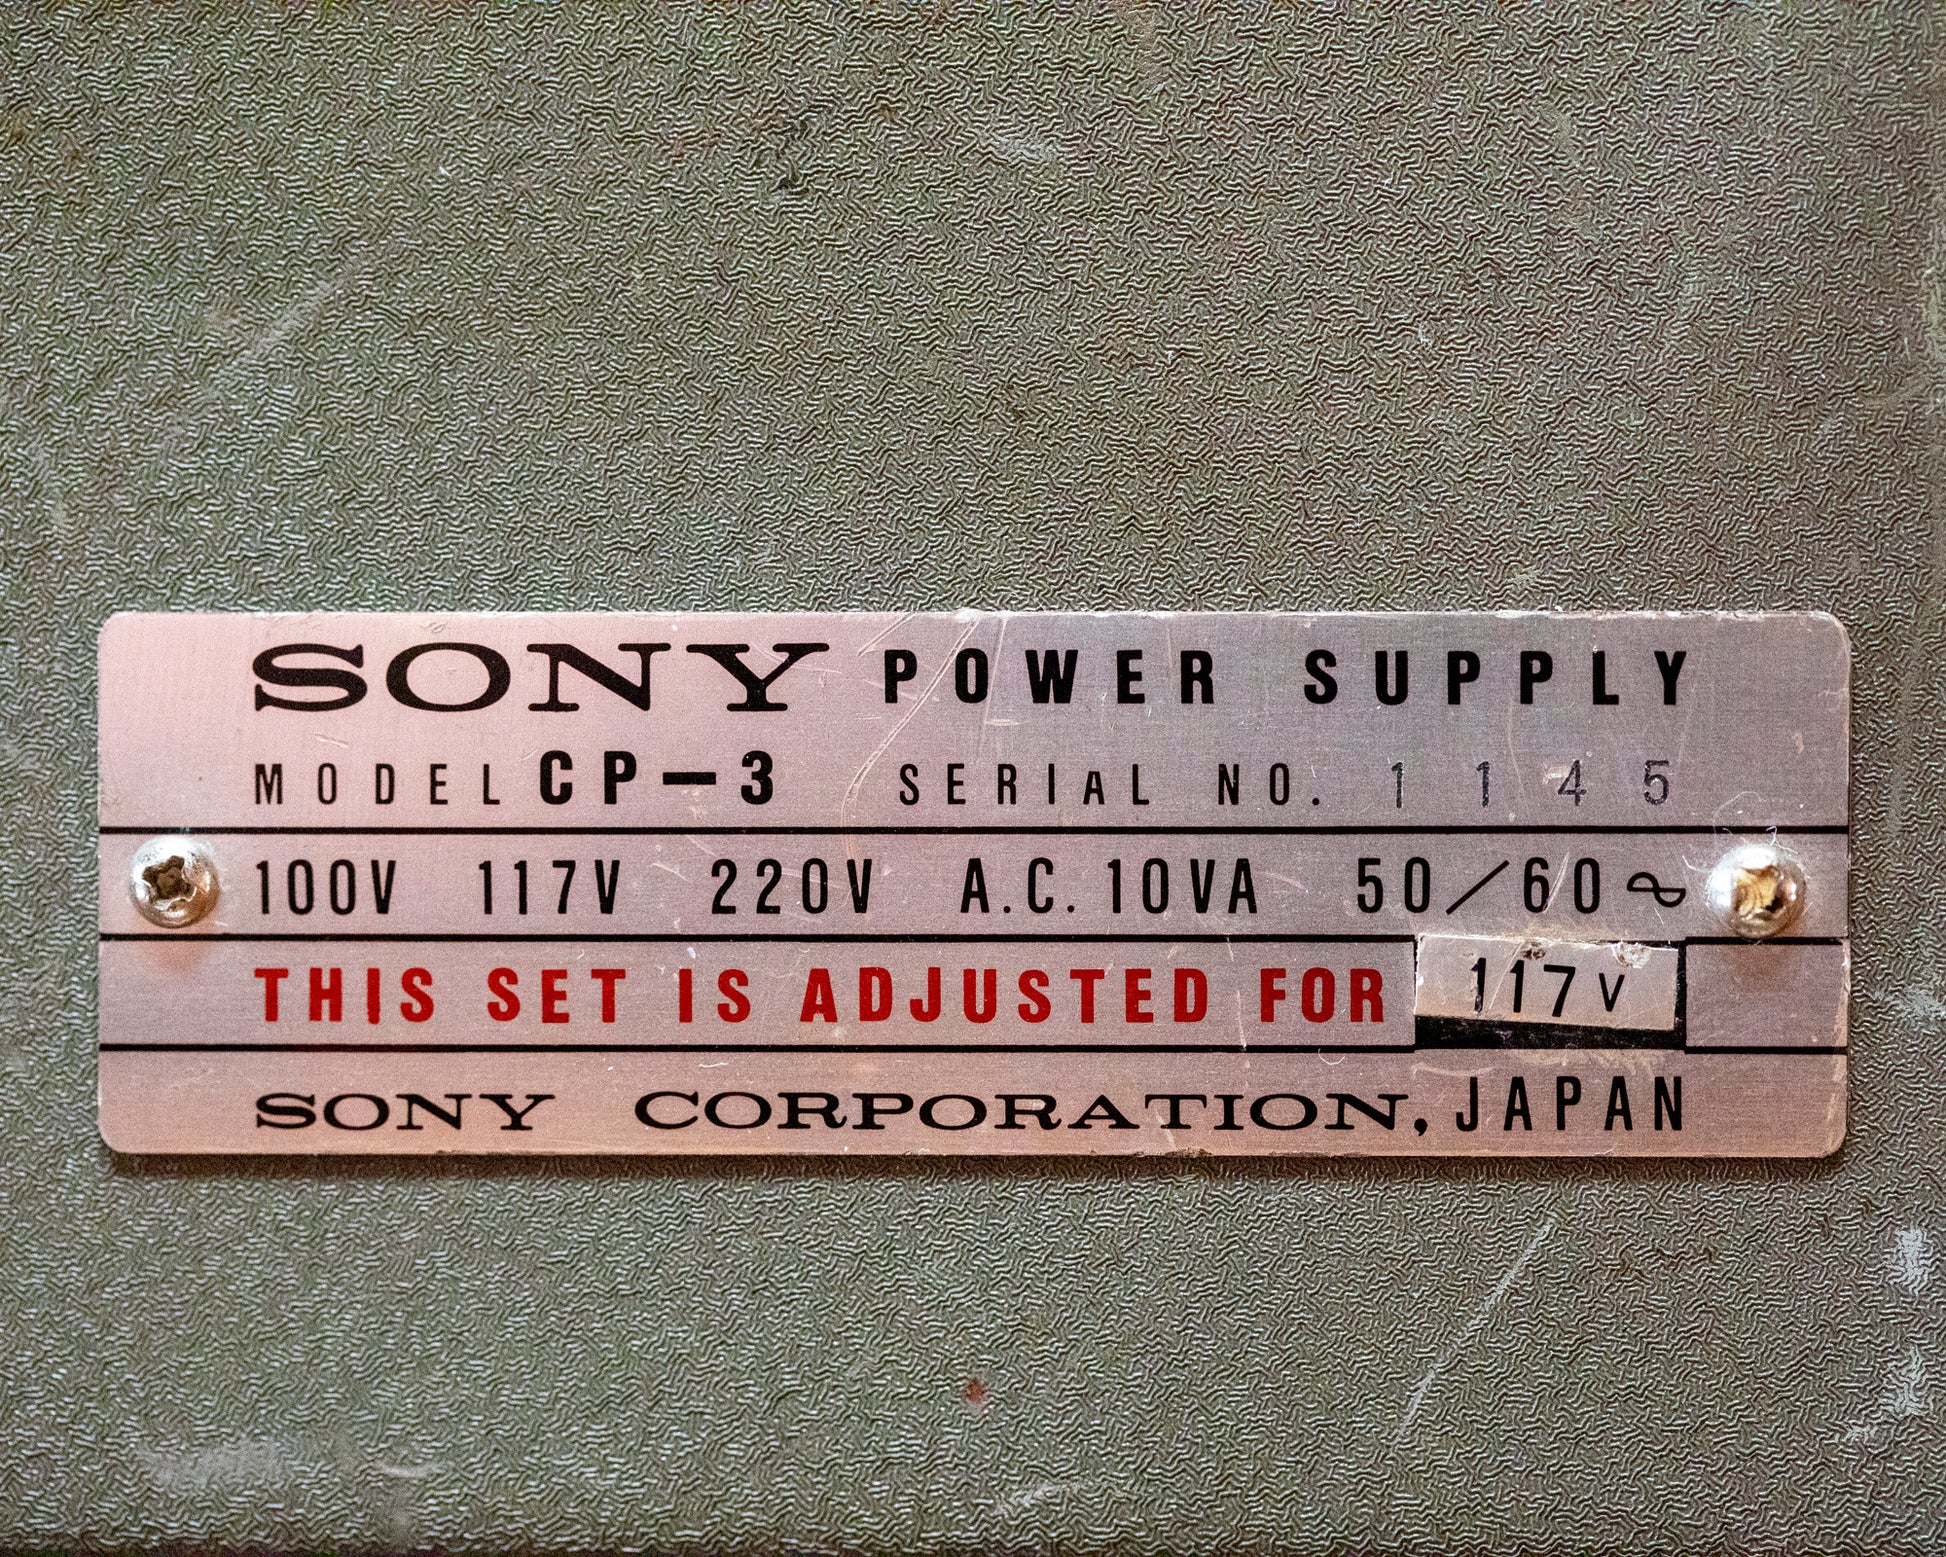 SONY POWER SUPPLY
MODEL CP-3 SERIAL NO. 1145
100V 117V 220V A.C. 10VA 50/60∿
THIS SET IS ADJUSTED FOR 117V
SONY CORPORATION, JAPAN